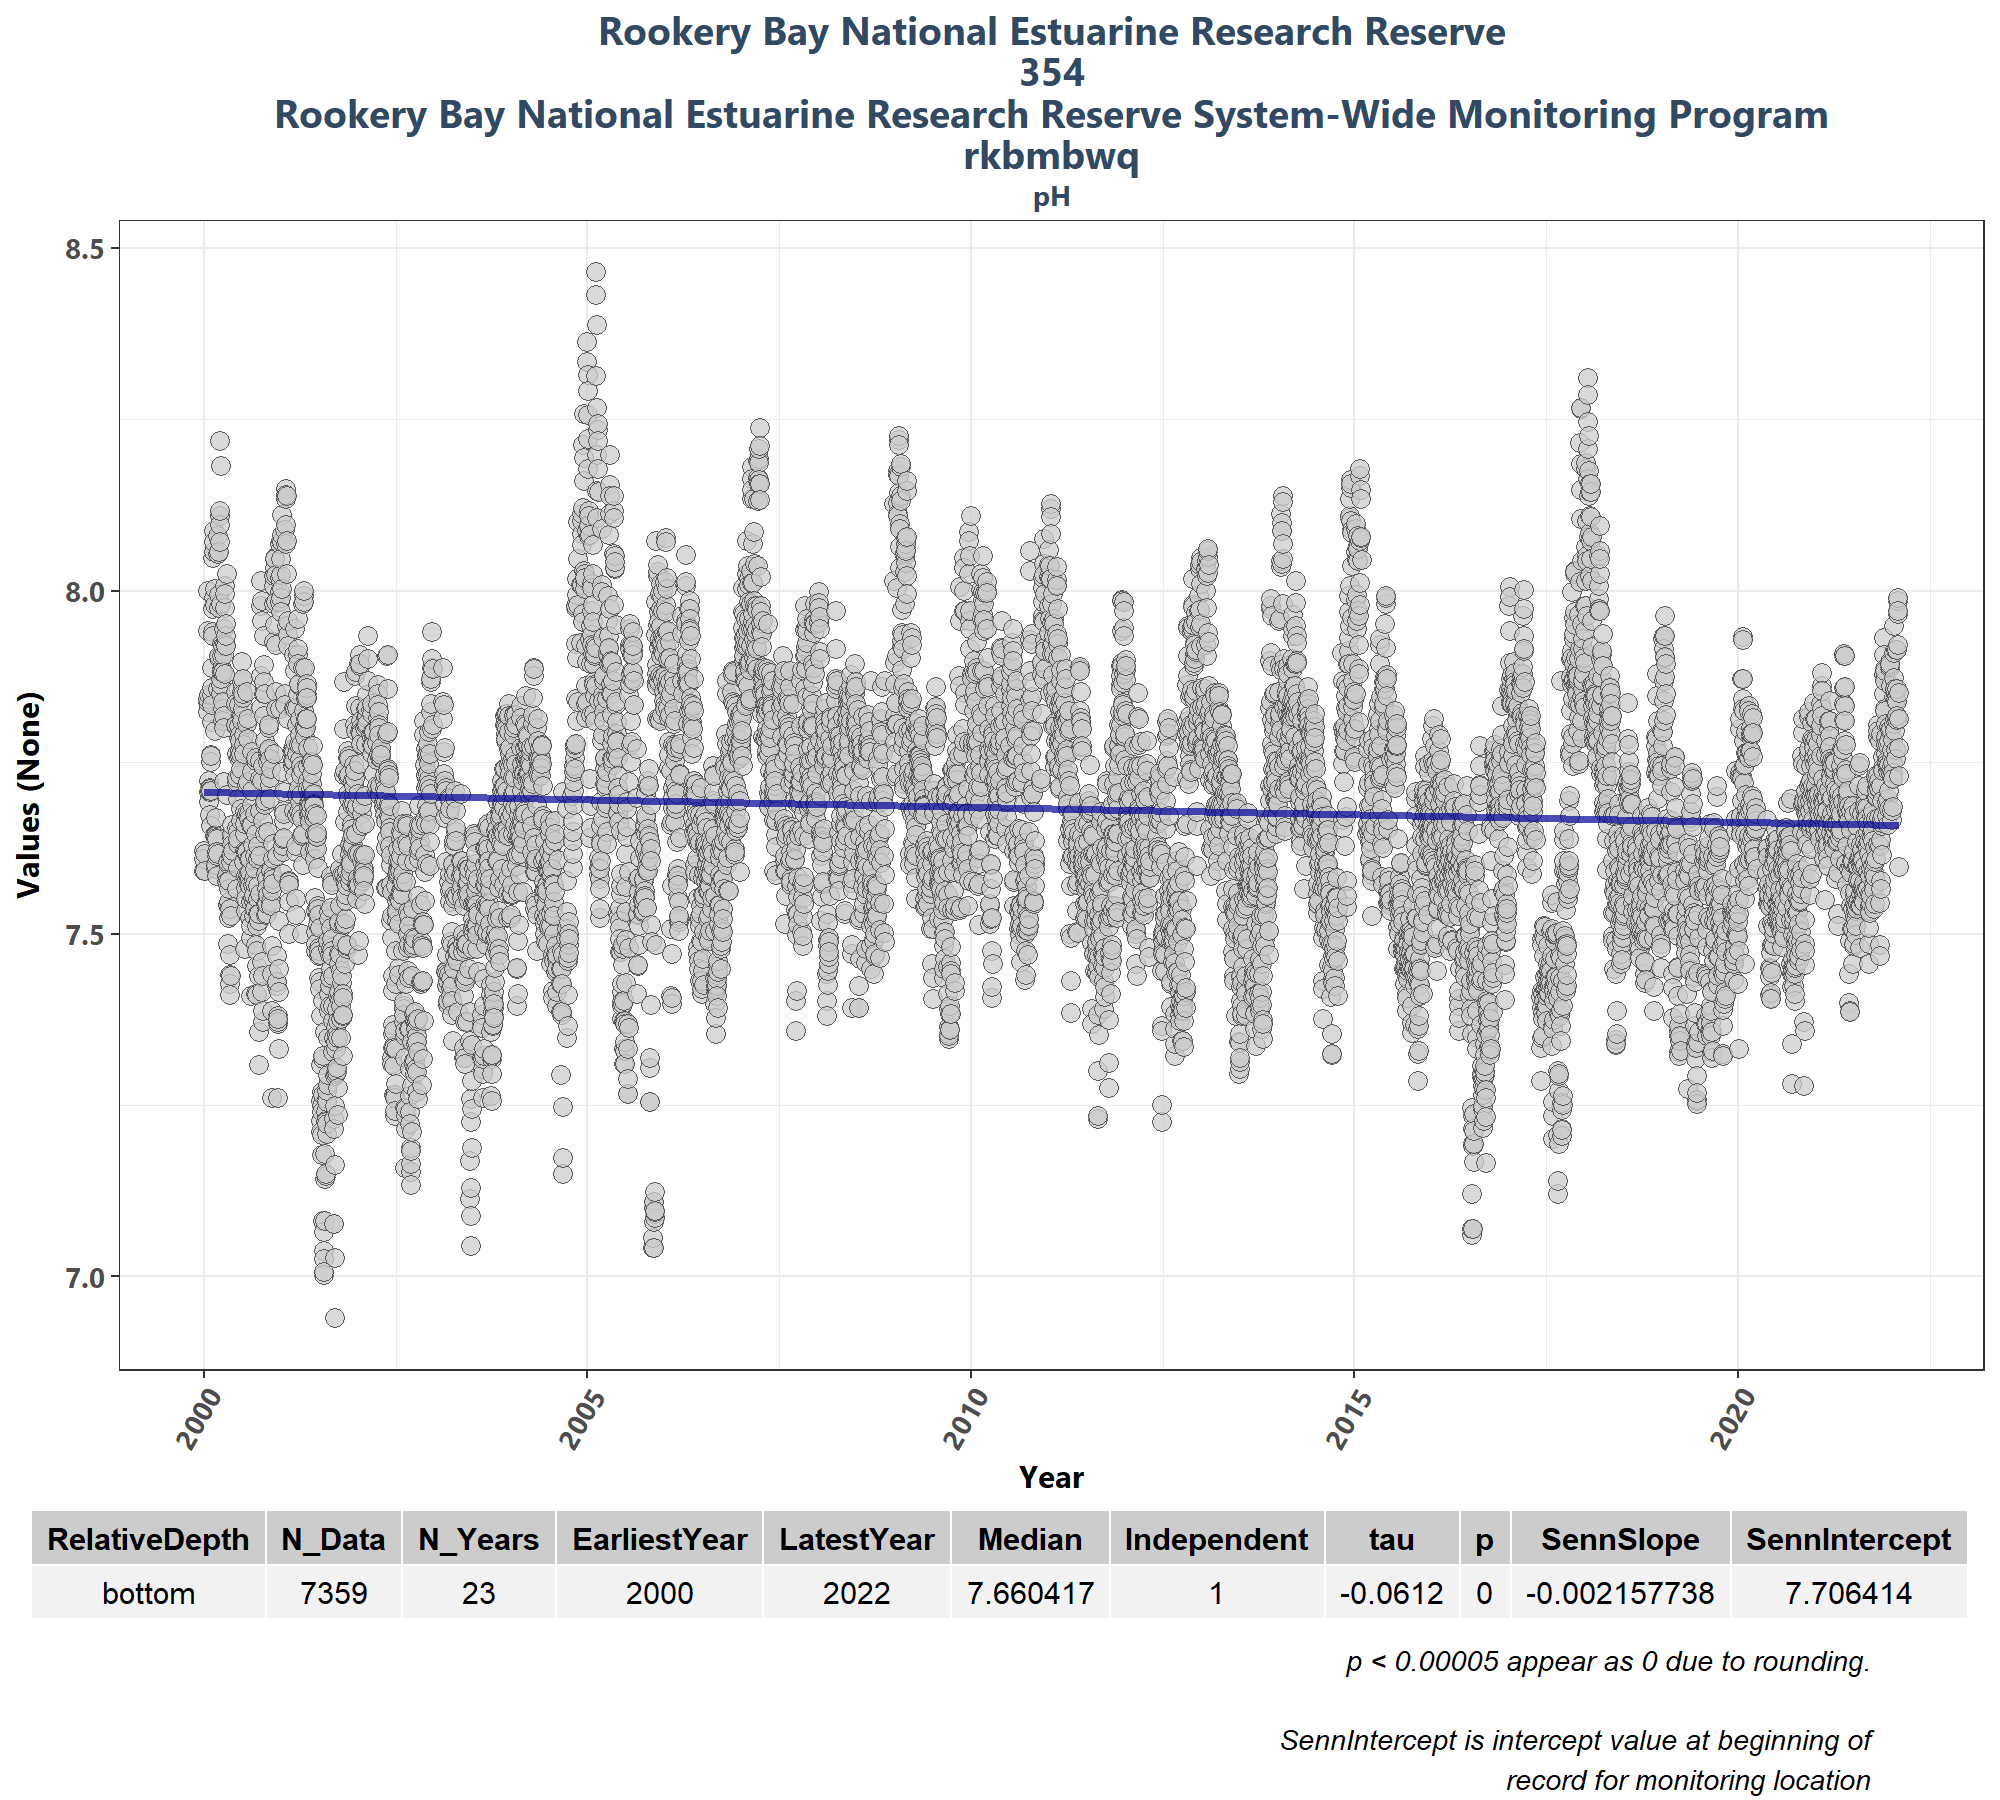 Rookery Bay National Estuarine Research Reserve
354
Rookery Bay National Estuarine Research Reserve System-Wide Monitoring Program
rkbmbwq
pH
8.5
8.0
7.5
7.0
Values (None)
2000
2005
2010
2015
2020
Year
RelativeDepth N_Data N_Years EarliestYear LatestYear Median Independent tau p SennSlope SennIntercept
bottom 7359 23 2000 2022 7.660417 1 -0.0612 0 -0.002157738 7.706414
p < 0.00005 appear as 0 due to rounding.
SennIntercept is intercept value at beginning of
record for monitoring location